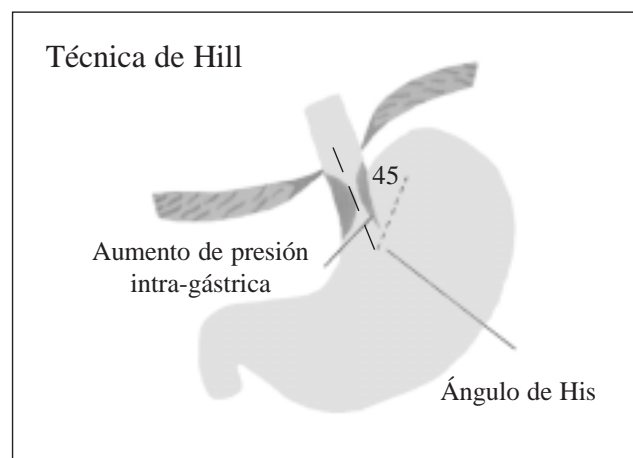 Técnica de Hill
45
Aumento de presión
intra-gástrica
Ángulo de His